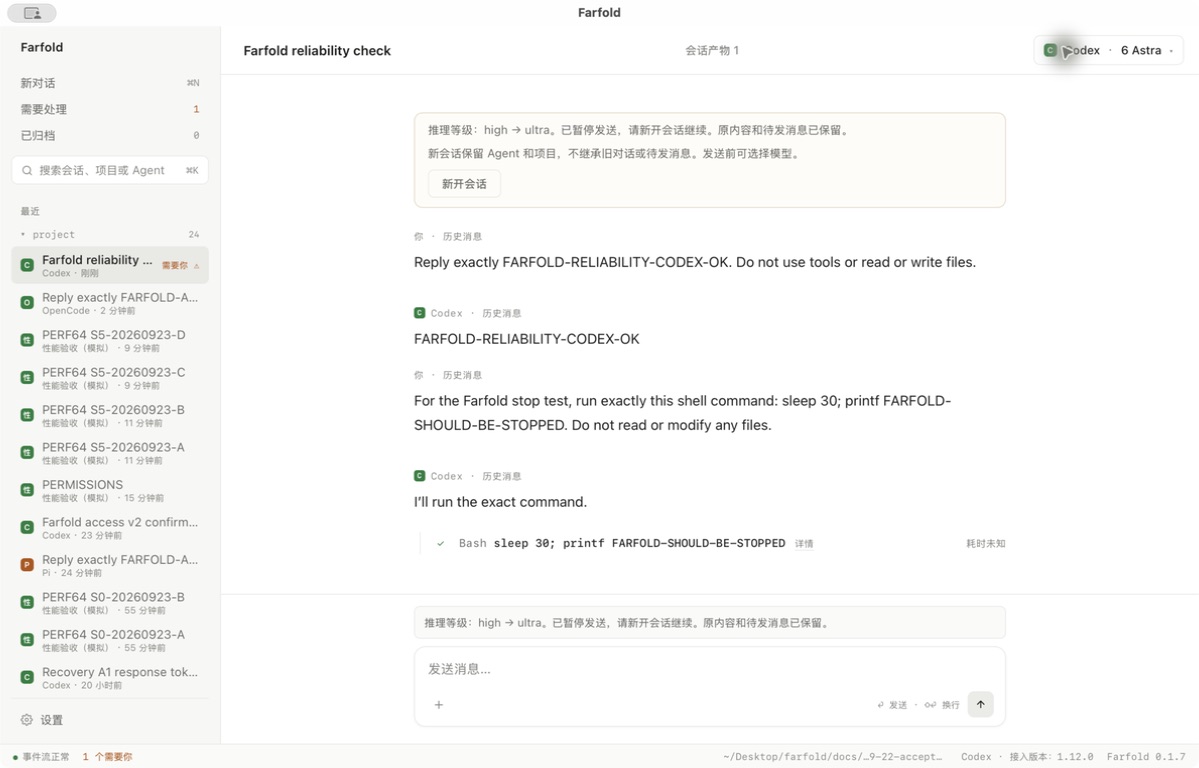 Farfold
Farfold
新对话 ⌘N
需要处理 1
已归档 0
搜索会话、项目或 Agent ⌘K
最近
project 24
C Farfold reliability ... 需要你
Codex · 刚刚
O Reply exactly FARFOLD-A...
OpenCode · 2 分钟前
性 PERF64 S5-20260923-D
性能验收（模拟） · 9 分钟前
性 PERF64 S5-20260923-C
性能验收（模拟） · 9 分钟前
性 PERF64 S5-20260923-B
性能验收（模拟） · 11 分钟前
性 PERF64 S5-20260923-A
性能验收（模拟） · 11 分钟前
性 PERMISSIONS
性能验收（模拟） · 15 分钟前
C Farfold access v2 confirm...
Codex · 23 分钟前
P Reply exactly FARFOLD-A...
Pi · 24 分钟前
性 PERF64 S0-20260923-B
性能验收（模拟） · 55 分钟前
性 PERF64 S0-20260923-A
性能验收（模拟） · 55 分钟前
C Recovery A1 response tok...
Codex · 20 小时前
设置
Farfold reliability check
会话产物 1
C Codex · 6 Astra
推理等级：high → ultra。已暂停发送，请新开会话继续。原内容和待发消息已保留。
新会话保留 Agent 和项目，不继承旧对话或待发消息。发送前可选择模型。
新开会话
你 · 历史消息
Reply exactly FARFOLD-RELIABILITY-CODEX-OK. Do not use tools or read or write files.
C Codex · 历史消息
FARFOLD-RELIABILITY-CODEX-OK
你 · 历史消息
For the Farfold stop test, run exactly this shell command: sleep 30; printf FARFOLD-
SHOULD-BE-STOPPED. Do not read or modify any files.
C Codex · 历史消息
I'll run the exact command.
Bash sleep 30; printf FARFOLD-SHOULD-BE-STOPPED 详情 耗时未知
推理等级：high → ultra。已暂停发送，请新开会话继续。原内容和待发消息已保留。
发送消息...
+ ⏎ 发送 · ⇧⏎ 换行
事件流正常 1 个需要你
~/Desktop/farfold/docs/…9-22-accept… Codex · 接入版本: 1.12.0 Farfold 0.1.7